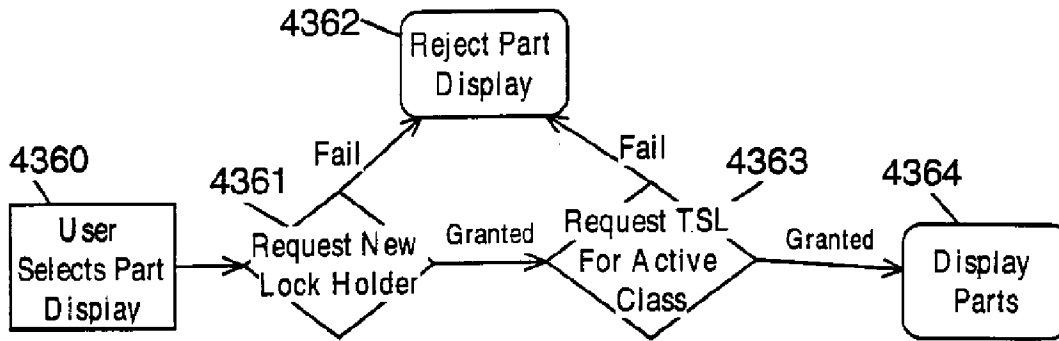 4362
Reject Part
Display
4360
User
Selects Part
Display
4361
Fail
Request New
Lock Holder
Granted
Fail
4363
Request TSL
For Active
Class
Granted
4364
Display
Parts